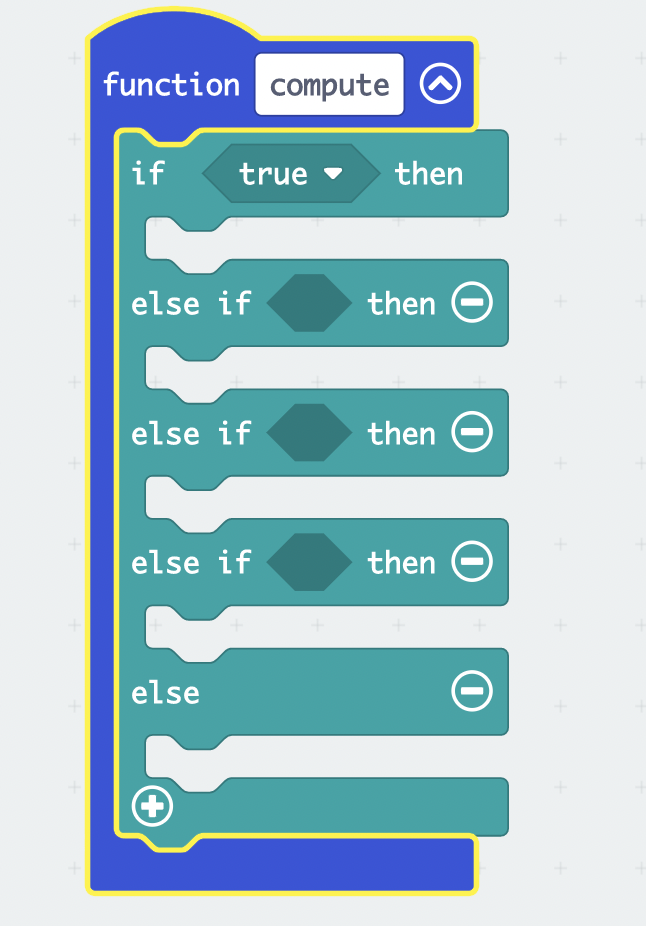 function compute
if true then
else if then
else if then
else if then
else